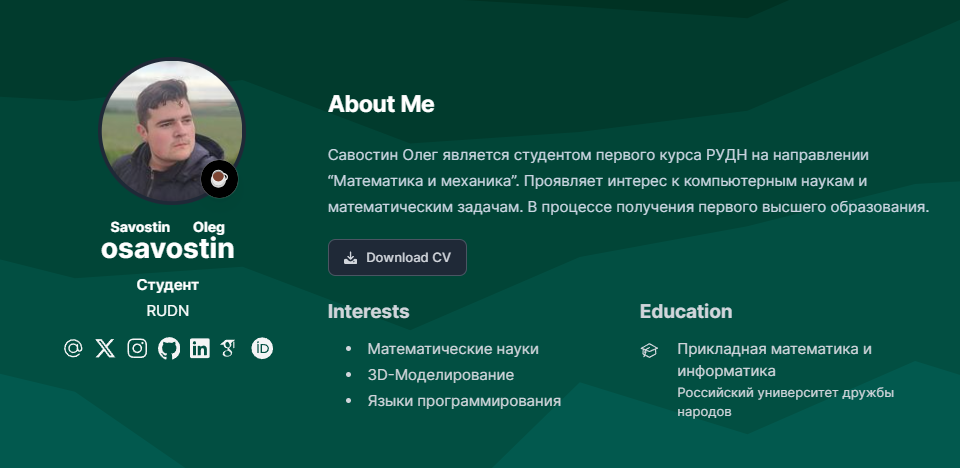 Savostin Oleg
osavostin
Студент
RUDN
About Me
Савостин Олег является студентом первого курса РУДН на направлении
“Математика и механика”. Проявляет интерес к компьютерным наукам и
математическим задачам. В процессе получения первого высшего образования.
Download CV
Interests
Математические науки
3D-Моделирование
Языки программирования
Education
Прикладная математика и
информатика
Российский университет дружбы
народов